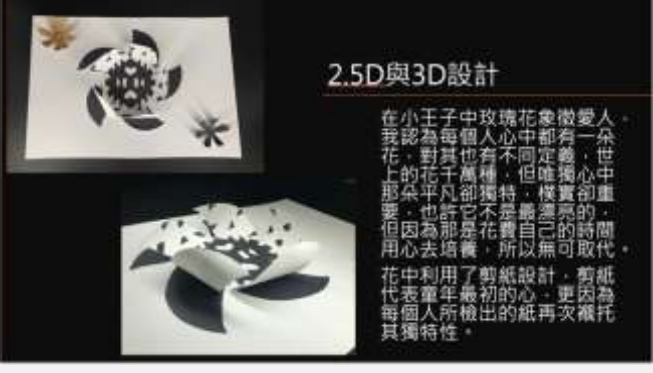 2.5D與3D設計
在小王子中玫瑰花象徵愛人。
我認為每個人心中都有一朵
花,對其也有不同定義,世
上的花千萬種,但唯獨心中
那朵平凡卻獨特,樸實卻重
要,也許它不是最漂亮的,
但因為那是花費自己的時間
用心去培養,所以無可取代。
花中利用了剪紙設計,剪紙
代表童年最初的心,更因為
每個人所檢出的紙再次襯托
其獨特性。